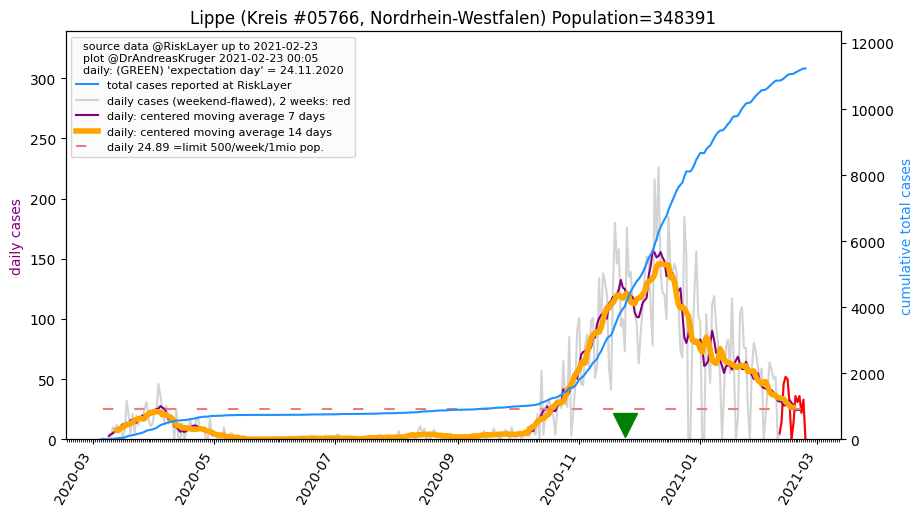 Lippe (Kreis #05766, Nordrhein-Westfalen) Population=348391
source data @RiskLayer up to 2021-02-23
plot @DrAndreasKruger 2021-02-23 00:05
daily: (GREEN) 'expectation day' = 24.11.2020
total cases reported at RiskLayer
daily cases (weekend-flawed), 2 weeks: red
daily: centered moving average 7 days
daily: centered moving average 14 days
daily 24.89 =limit 500/week/1mio pop.
daily cases
300
250
200
150
100
50
0
12000
10000
8000
6000
4000
2000
0
cumulative total cases
2020-03
2020-05
2020-07
2020-09
2020-11
2021-01
2021-03